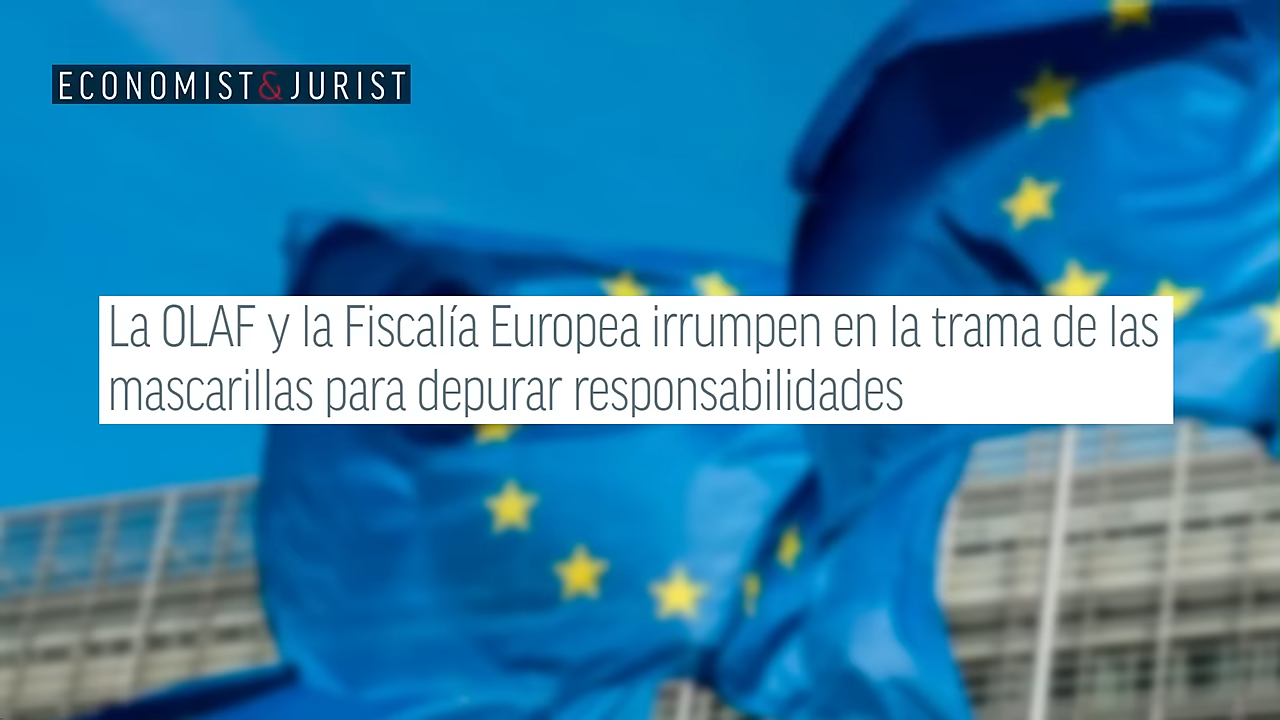 ECONOMIST&JURIST
La OLAF y la Fiscalía Europea irrumpen en la trama de las
mascarillas para depurar responsabilidades